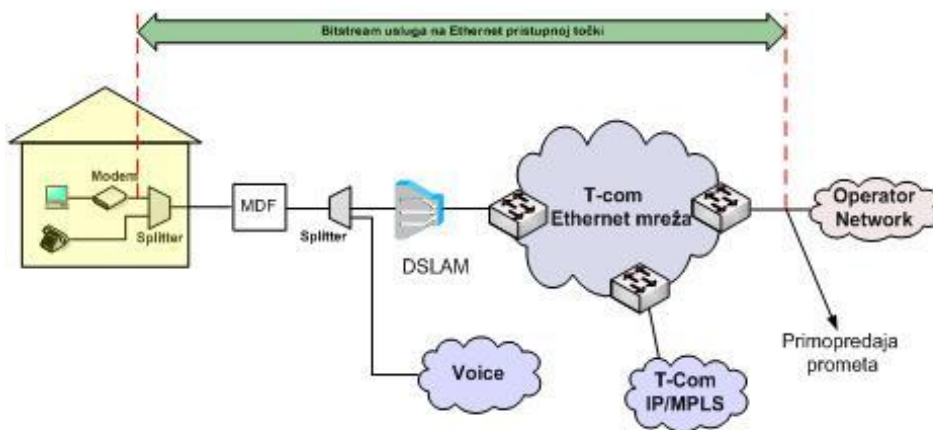 Bitstream usluga na Ethernet pristupnoj točki
Modem
Splitter
MDF
Splitter
DSLAM
T-com
Ethernet mreža
Operator
Network
Voice
T-Com
IP/MPLS
Primopredaja
prometa